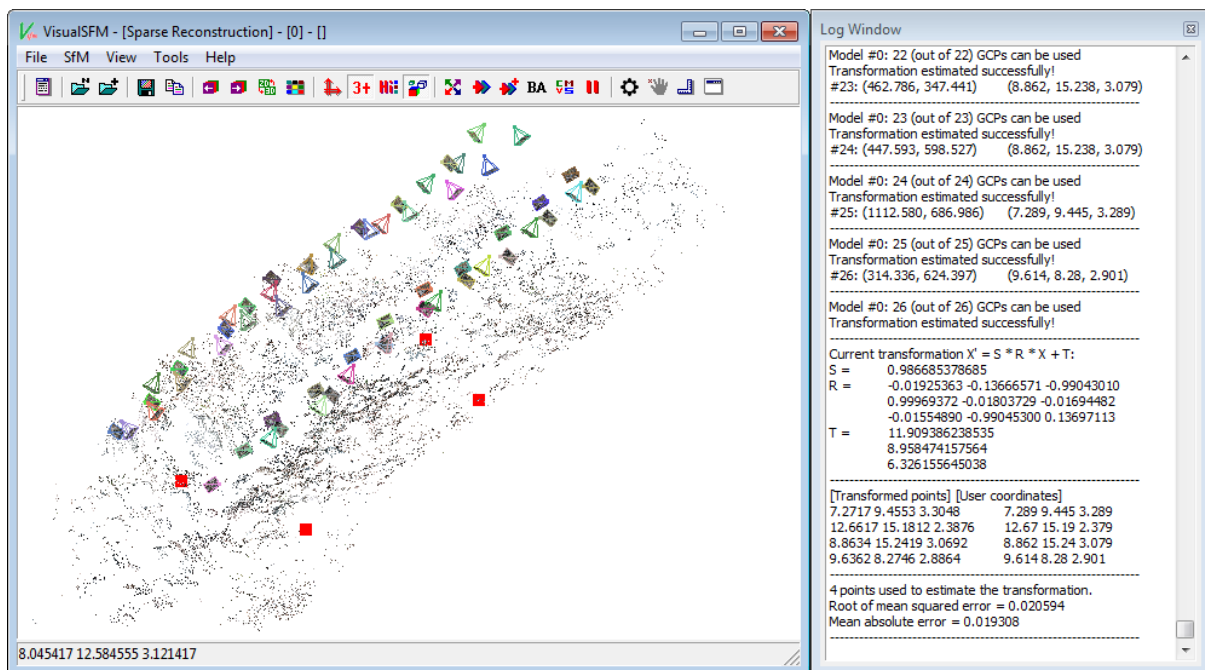 VisualSFM - [Sparse Reconstruction] - [0] - []
File SfM View Tools Help
3+ BA
8.045417 12.584555 3.121417
Log Window
Model #0: 22 (out of 22) GCPs can be used
Transformation estimated successfully!
#23: (462.786, 347.441) (8.862, 15.238, 3.079)
Model #0: 23 (out of 23) GCPs can be used
Transformation estimated successfully!
#24: (447.593, 598.527) (8.862, 15.238, 3.079)
Model #0: 24 (out of 24) GCPs can be used
Transformation estimated successfully!
#25: (1112.580, 686.986) (7.289, 9.445, 3.289)
Model #0: 25 (out of 25) GCPs can be used
Transformation estimated successfully!
#26: (314.336, 624.397) (9.614, 8.28, 2.901)
Model #0: 26 (out of 26) GCPs can be used
Transformation estimated successfully!
Current transformation X' = S * R * X + T:
S = 0.986685378685
R = -0.01925363 -0.13666571 -0.99043010
0.99969372 -0.01803729 -0.01694482
-0.01554890 -0.99045300 0.13697113
T = 11.909386238535
8.958474157564
6.326155645038
[Transformed points] [User coordinates]
7.2717 9.4553 3.3048 7.289 9.445 3.289
12.6617 15.1812 2.3876 12.67 15.19 2.379
8.8634 15.2419 3.0692 8.862 15.24 3.079
9.6362 8.2746 2.8864 9.614 8.28 2.901
4 points used to estimate the transformation.
Root of mean squared error = 0.020594
Mean absolute error = 0.019308